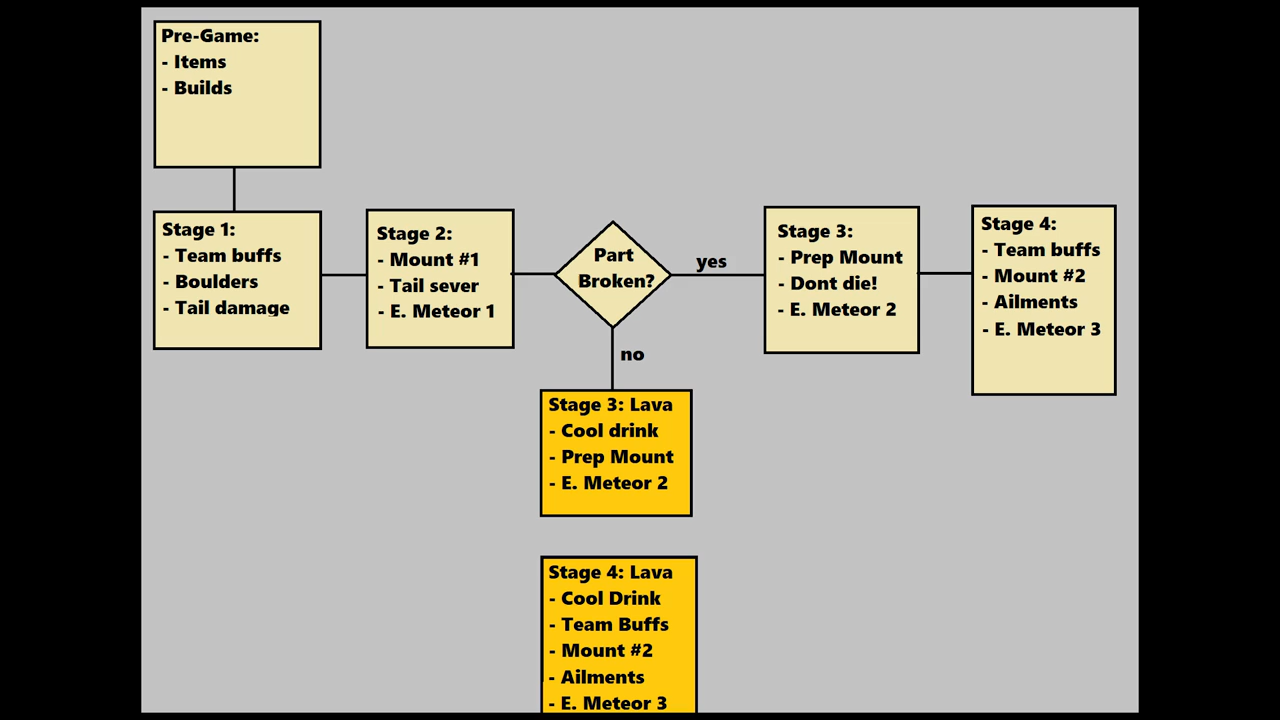 Pre-Game:
- Items
- Builds
Stage 1:
- Team buffs
- Boulders
- Tail damage
Stage 2:
- Mount #1
- Tail sever
- E. Meteor 1
Part
Broken?
yes
Stage 3:
- Prep Mount
- Dont die!
- E. Meteor 2
Stage 4:
- Team buffs
- Mount #2
- Ailments
- E. Meteor 3
no
Stage 3: Lava
- Cool drink
- Prep Mount
- E. Meteor 2
Stage 4: Lava
- Cool Drink
- Team Buffs
- Mount #2
- Ailments
- E. Meteor 3